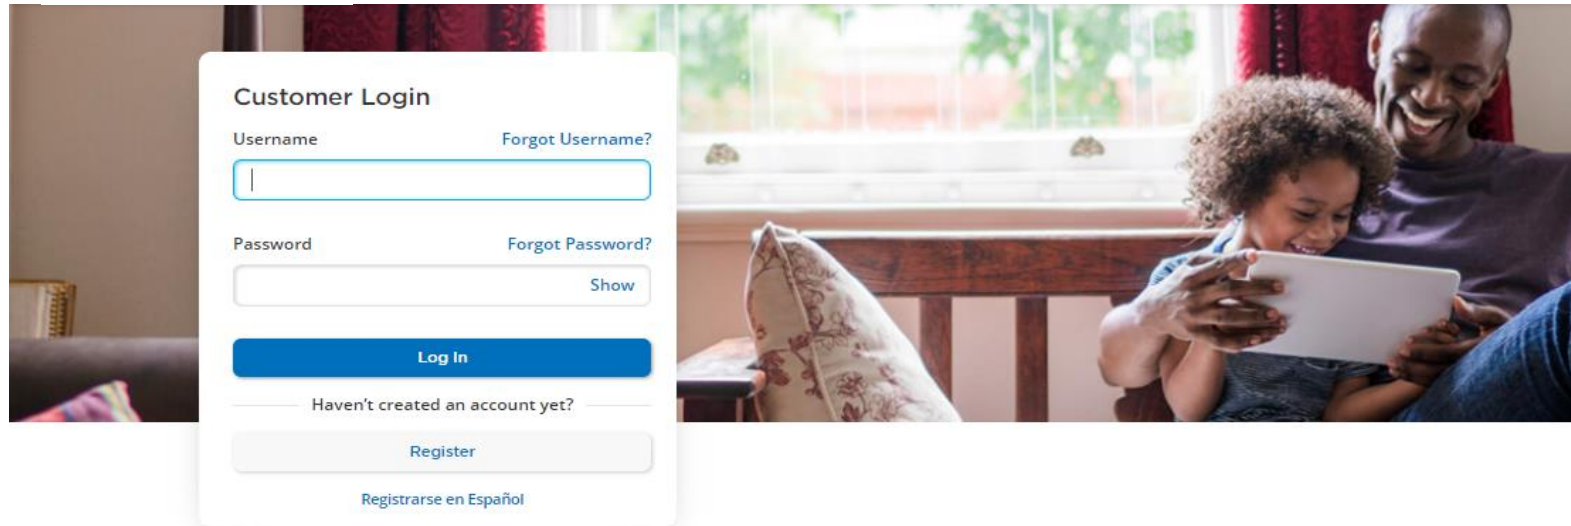 Customer Login
Username Forgot Username?
Password Forgot Password?
Show
Log In
Haven't created an account yet?
Register
Registrarse en Español